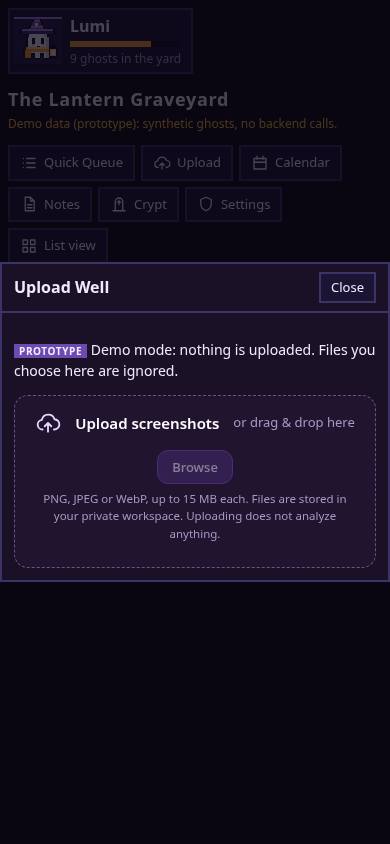 Lumi
9 ghosts in the yard
The Lantern Graveyard
Demo data (prototype): synthetic ghosts, no backend calls.
Quick Queue
Upload
Calendar
Notes
Crypt
Settings
List view
Upload Well
Close
PROTOTYPE Demo mode: nothing is uploaded. Files you
choose here are ignored.
Upload screenshots or drag & drop here
Browse
PNG, JPEG or WebP, up to 15 MB each. Files are stored in
your private workspace. Uploading does not analyze
anything.